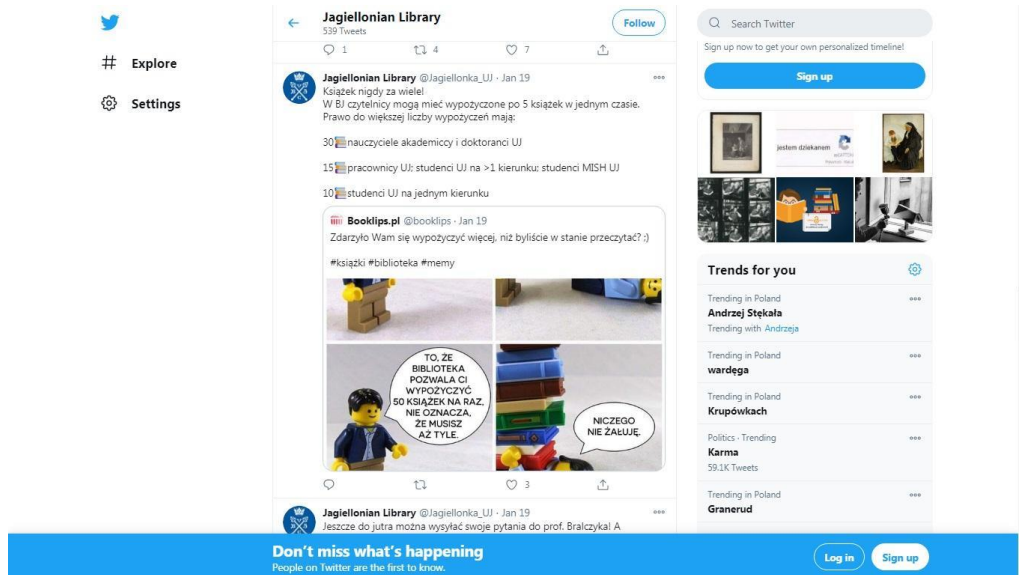 Jagiellonian Library
539 Tweets
Follow
Search Twitter
Explore
Settings
1
4
7
Jagiellonian Library @Jagiellonka_UJ · Jan 19
Książek nigdy za wiele!
W BJ czytelnicy mogą mieć wypożyczone po 5 książek w jednym czasie.
Prawo do większej liczby wypożyczeń mają:
30 nauczyciele akademiccy i doktoranci UJ
15 pracownicy UJ; studenci UJ na >1 kierunku; studenci MISH UJ
10 studenci UJ na jednym kierunku
Booklips.pl @booklips · Jan 19
Zdarzyło Wam się wypożyczyć więcej, niż byliście w stanie przeczytać? ;)
#książki #biblioteka #memy
TO, ŻE
BIBLIOTEKA
POZWALA CI
WYPOŻYCZYĆ
50 KSIĄŻEK NA RAZ,
NIE OZNACZA,
ŻE MUSISZ
AŻ TYLE.
NICZEGO
NIE ŻAŁUJĘ.
3
Jagiellonian Library @Jagiellonka_UJ · Jan 19
Jeszcze do jutra można wysyłać swoje pytania do prof. Bralczyka! A
Sign up now to get your own personalized timeline!
Sign up
jestem dziekanem
Trends for you
Trending in Poland
Andrzej Stękała
Trending with Andrzeja
Trending in Poland
wardęga
Trending in Poland
Krupówkach
Politics · Trending
Karma
59.1K Tweets
Trending in Poland
Granerud
Don't miss what's happening
People on Twitter are the first to know.
Log in
Sign up